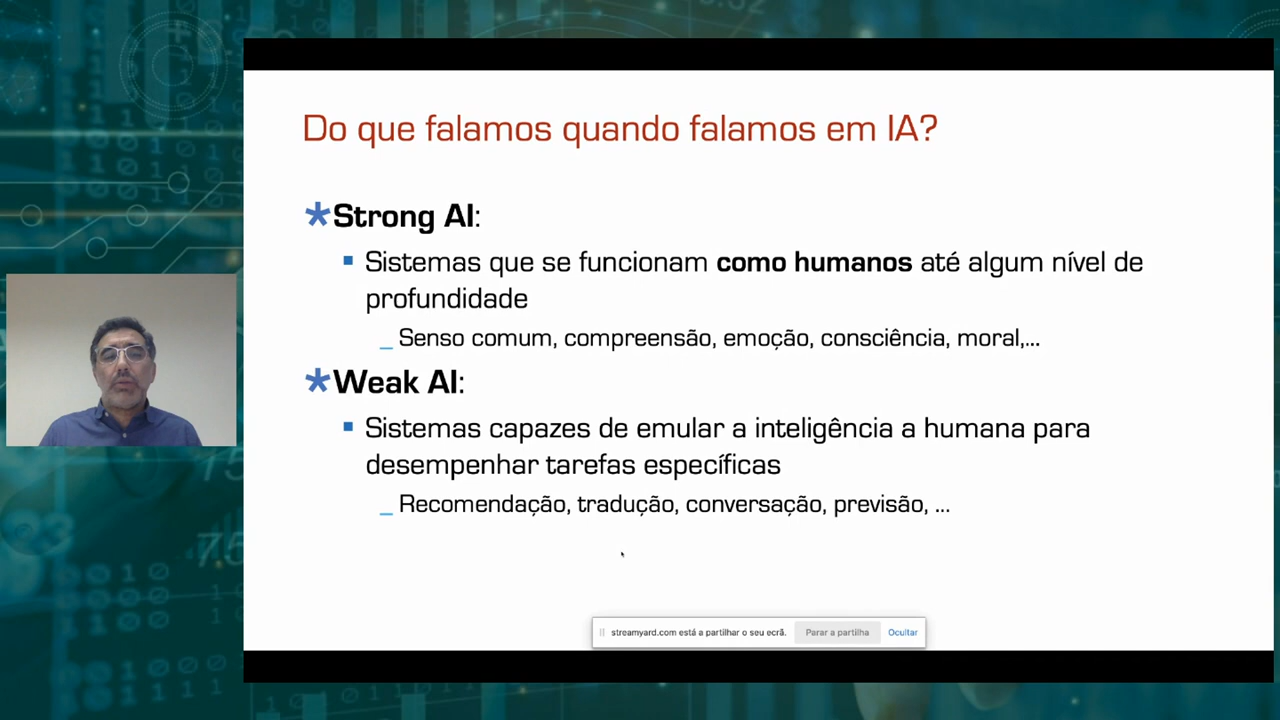 Do que falamos quando falamos em IA?
*Strong AI:
▪ Sistemas que se funcionam como humanos até algum nível de
profundidade
_ Senso comum, compreensão, emoção, consciência, moral,...
*Weak AI:
▪ Sistemas capazes de emular a inteligência a humana para
desempenhar tarefas específicas
_ Recomendação, tradução, conversação, previsão, ...
streamyard.com está a partilhar o seu ecrã. Parar a partilha Ocultar